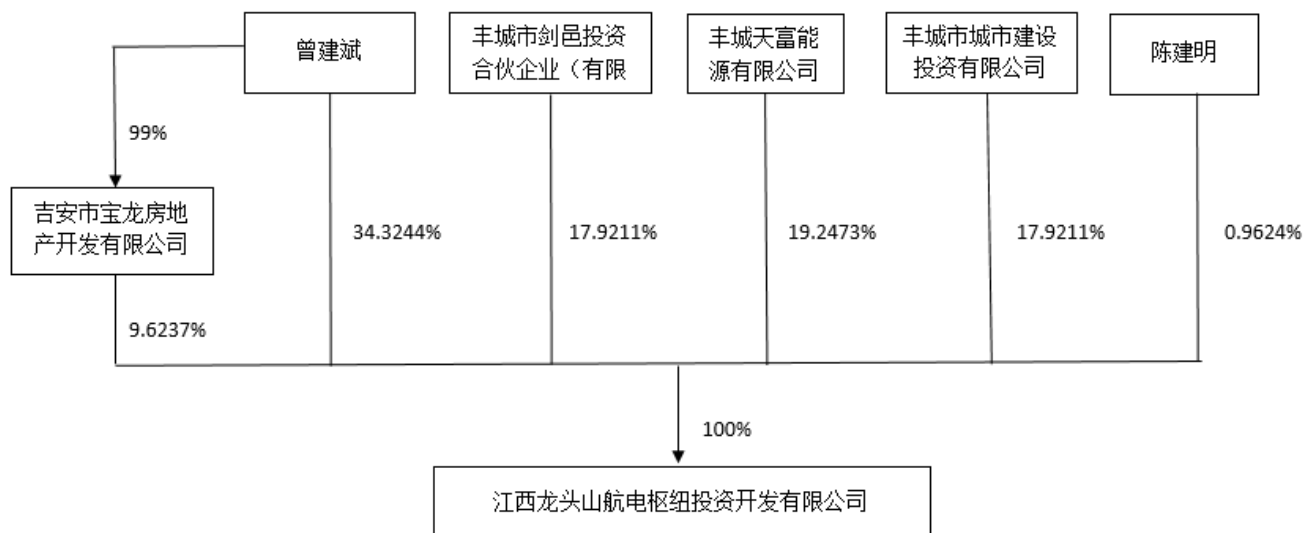 曾建斌
丰城市剑邑投资
合伙企业（有限
丰城天富能
源有限公司
丰城市城市建设
投资有限公司
陈建明
99%
吉安市宝龙房地
产开发有限公司
34.3244%
17.9211%
19.2473%
17.9211%
0.9624%
9.6237%
100%
江西龙头山航电枢纽投资开发有限公司